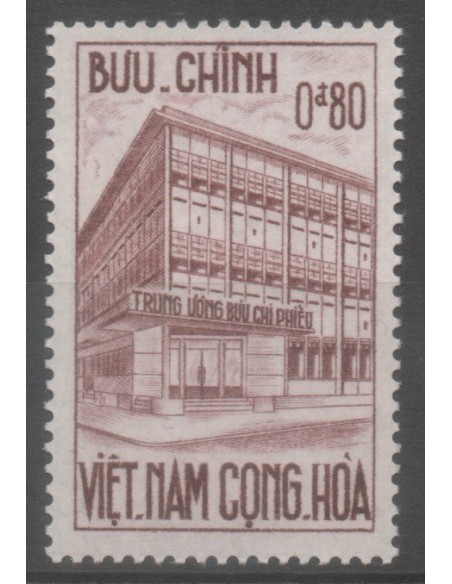 BƯU-CHÍNH
0đ80
TRUNG ƯƠNG BƯU CHI PHIẾU
VIỆT-NAM CỘNG-HÒA